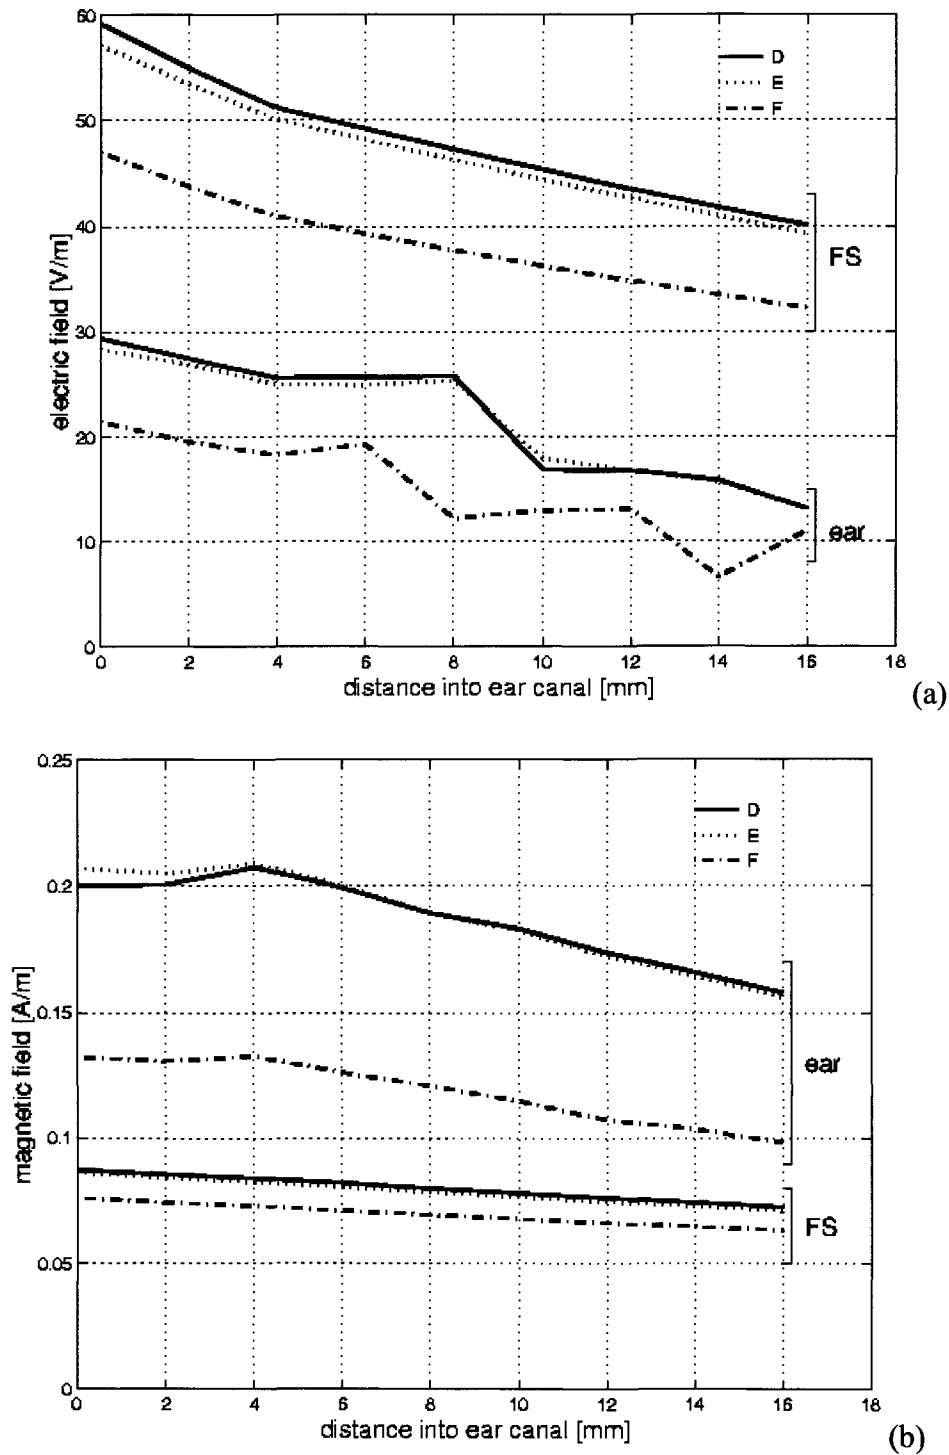 60
50
40
30
20
10
0
electric field [V/m]
D
E
F
FS
ear
0 2 4 6 8 10 12 14 16 18
distance into ear canal [mm]
(a)
0.25
0.2
0.15
0.1
0.05
0
magnetic field [A/m]
D
E
F
ear
FS
0 2 4 6 8 10 12 14 16 18
distance into ear canal [mm]
(b)